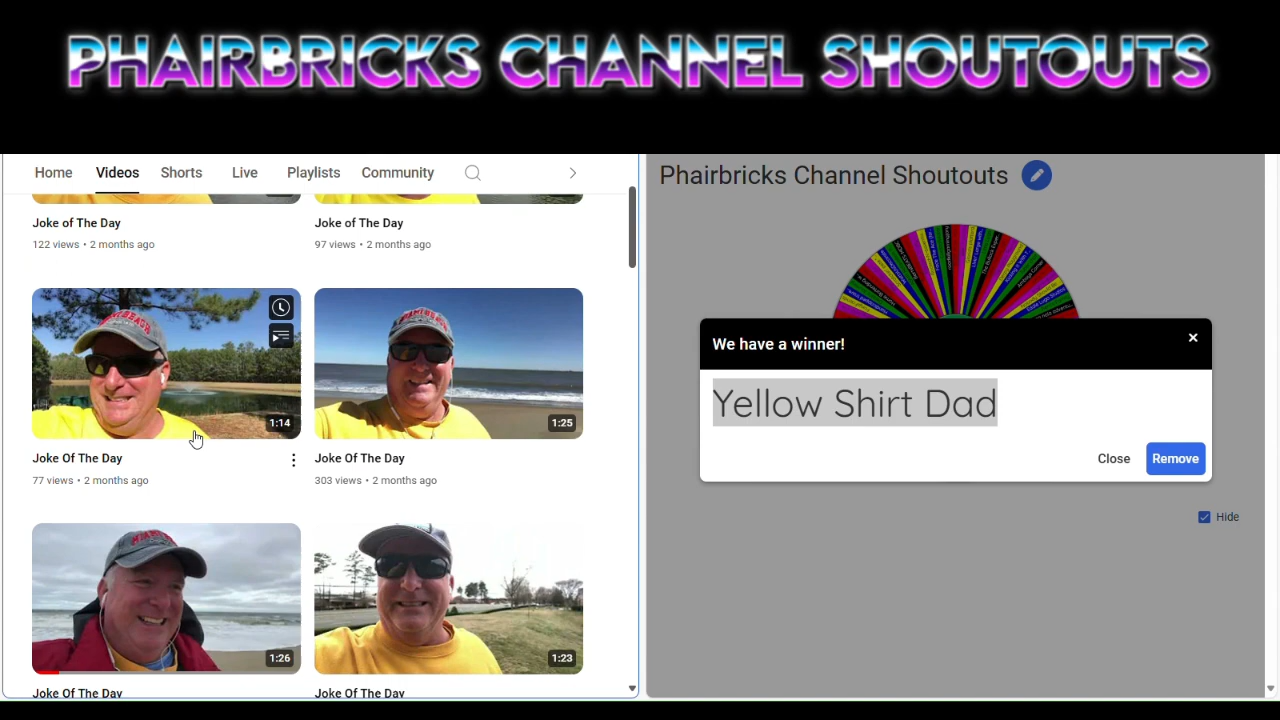 PHAIRBRICKS CHANNEL SHOUTOUTS
Home Videos Shorts Live Playlists Community
Joke of The Day
122 views • 2 months ago
Joke of The Day
97 views • 2 months ago
1:14
Joke Of The Day
77 views • 2 months ago
1:25
Joke Of The Day
303 views • 2 months ago
1:26
Joke Of The Day
1:23
Joke Of The Day
Phairbricks Channel Shoutouts
We have a winner!
Yellow Shirt Dad
Close Remove
Hide